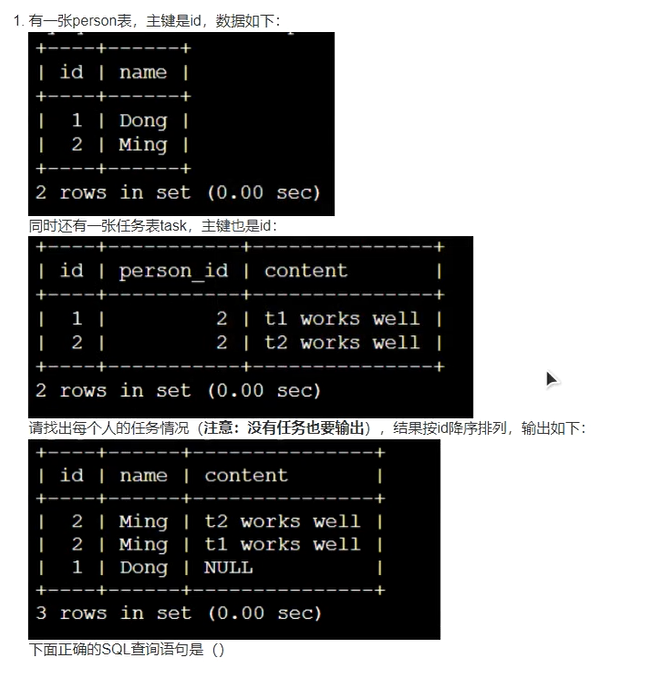 1. 有一张person表，主键是id，数据如下：
+----+------+
| id | name |
+----+------+
|  1 | Dong |
|  2 | Ming |
+----+------+
2 rows in set (0.00 sec)
同时还有一张任务表task，主键也是id：
+----+-----------+---------------+
| id | person_id | content       |
+----+-----------+---------------+
|  1 |         2 | t1 works well |
|  2 |         2 | t2 works well |
+----+-----------+---------------+
2 rows in set (0.00 sec)
请找出每个人的任务情况（注意：没有任务也要输出），结果按id降序排列，输出如下：
+----+------+---------------+
| id | name | content       |
+----+------+---------------+
|  2 | Ming | t2 works well |
|  2 | Ming | t1 works well |
|  1 | Dong | NULL          |
+----+------+---------------+
3 rows in set (0.00 sec)
下面正确的SQL查询语句是（）